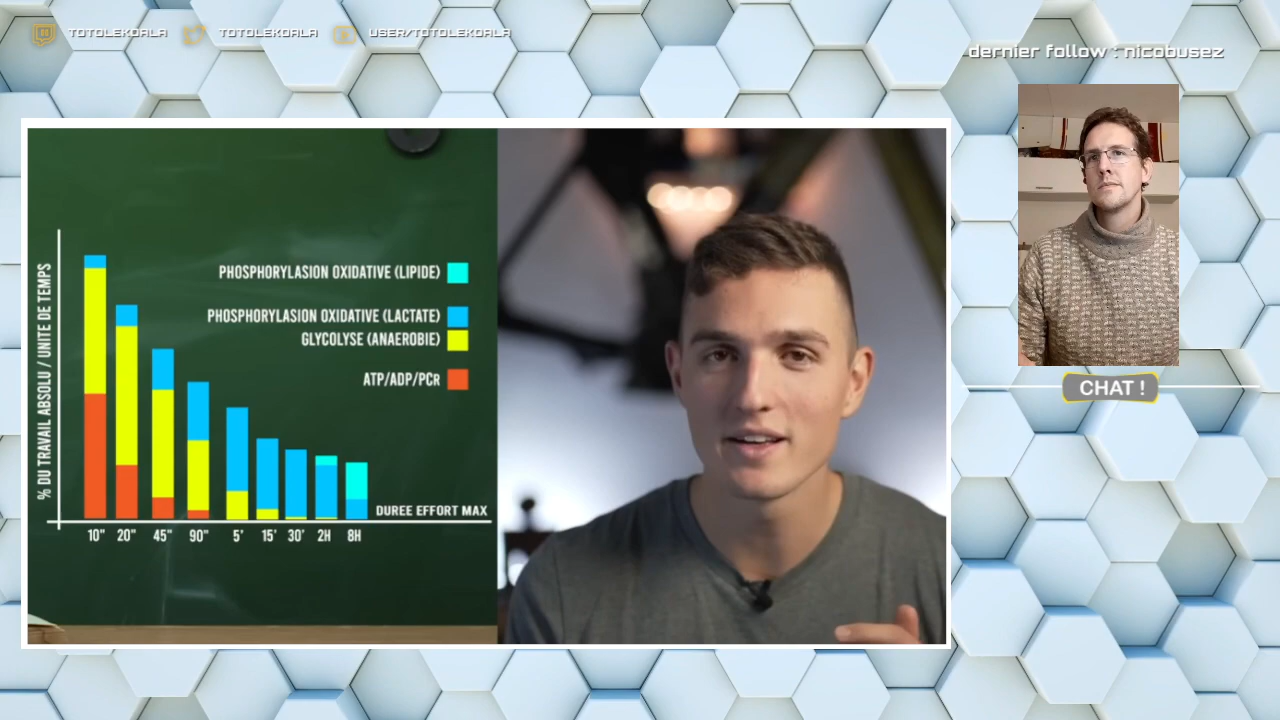 TOTOLEKOALA TOTOLEKOALA USER/TOTOLEKOALA
dernier follow : nicobusez
% DU TRAVAIL ABSOLU / UNITE DE TEMPS
PHOSPHORYLASION OXIDATIVE (LIPIDE)
PHOSPHORYLASION OXIDATIVE (LACTATE)
GLYCOLYSE (ANAEROBIE)
ATP/ADP/PCR
CHAT !
DUREE EFFORT MAX
10" 20" 45" 90" 5' 15' 30' 2H 8H